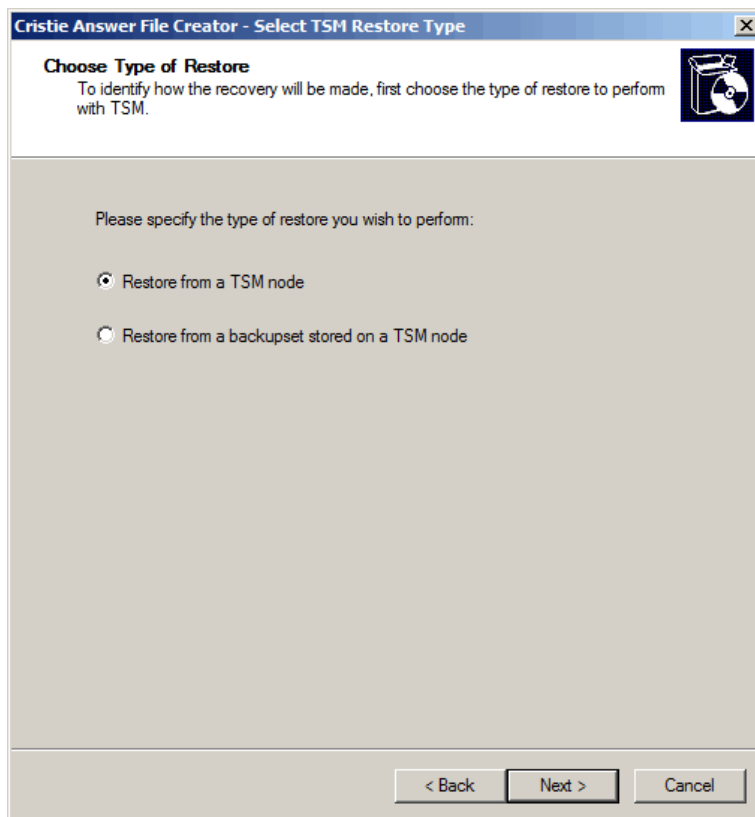 Cristie Answer File Creator - Select TSM Restore Type
Choose Type of Restore
To identify how the recovery will be made, first choose the type of restore to perform
with TSM.
Please specify the type of restore you wish to perform:
Restore from a TSM node
Restore from a backupset stored on a TSM node
< Back
Next >
Cancel